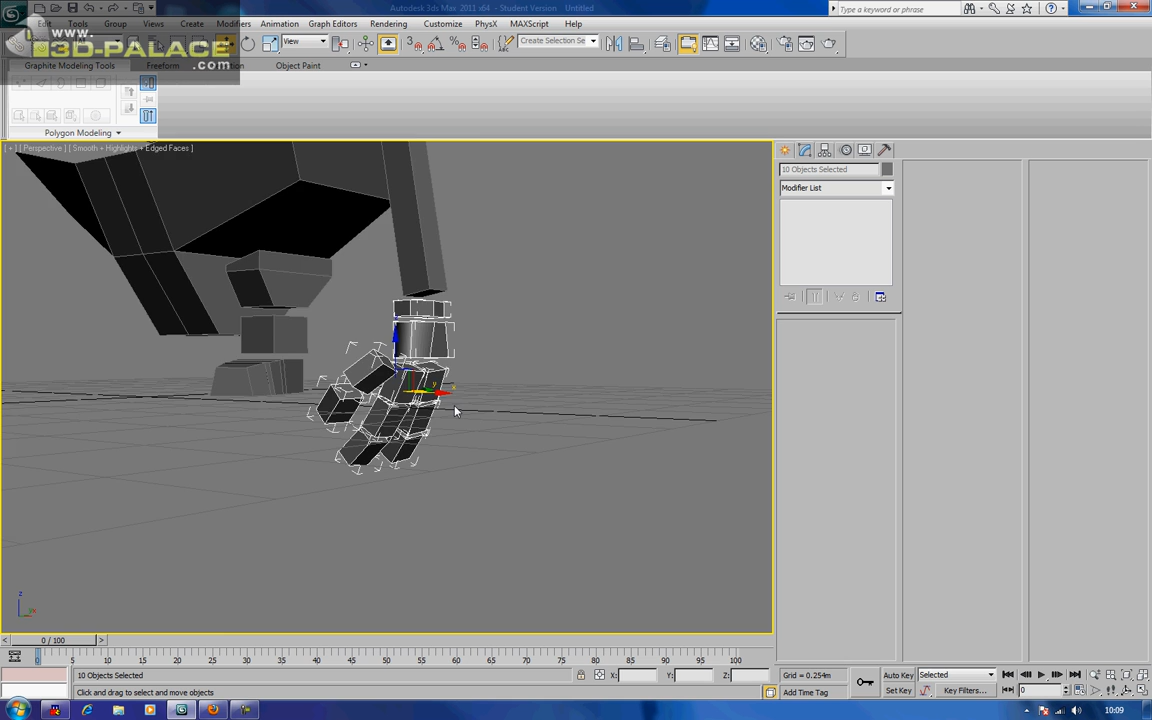 Autodesk 3ds Max 2011 x64 - Student Version Untitled
Type a keyword or phrase
Edit Tools Group Views Create Modifiers Animation Graph Editors Rendering Customize PhysX MAXScript Help
www.
3D-PALACE
.com
View
Create Selection Se
Graphite Modeling Tools Freeform Object Paint
Polygon Modeling
[ + ] [ Perspective ] [ Smooth + Highlights + Edged Faces ]
10 Objects Selected
Modifier List
z
x
y
z
0 / 100
0 5 10 15 20 25 30 35 40 45 50 55 60 65 70 75 80 85 90 95 100
10 Objects Selected X: Y: Z: Grid = 0.254m Auto Key Selected
Click and drag to select and move objects Add Time Tag Set Key Key Filters... 0
10:09